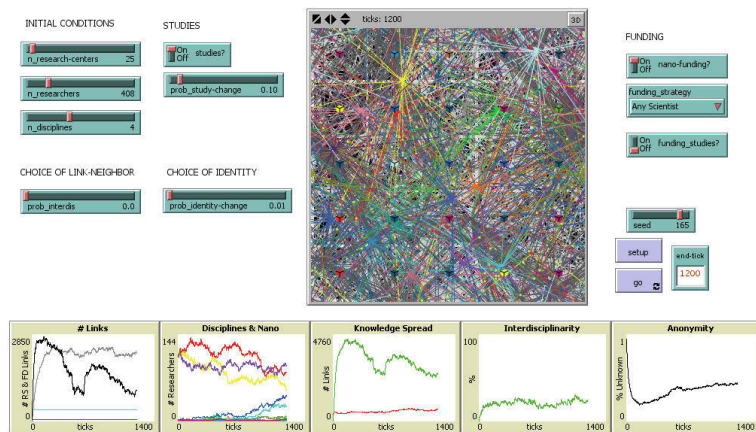 INITIAL CONDITIONS
n_research-centers 25
n_researchers 408
n_disciplines 4
STUDIES
On
Off
studies?
prob_study-change 0.10
CHOICE OF LINK-NEIGHBOR
prob_interdis 0.0
CHOICE OF IDENTITY
prob_identity-change 0.01
ticks: 1200
3D
FUNDING
On
Off
nano-funding?
funding_strategy
Any Scientist
On
Off
funding_studies?
seed 165
setup
go
end-tick
1200
# Links
2850
# RS & FD Links
0
0
ticks
1400
Disciplines & Nano
144
# Researchers
0
0
ticks
1400
Knowledge Spread
4760
# Links
0
0
ticks
1400
Interdisciplinarity
100
%
0
0
ticks
1400
Anonymity
1
% Unknown
0
0
ticks
1400